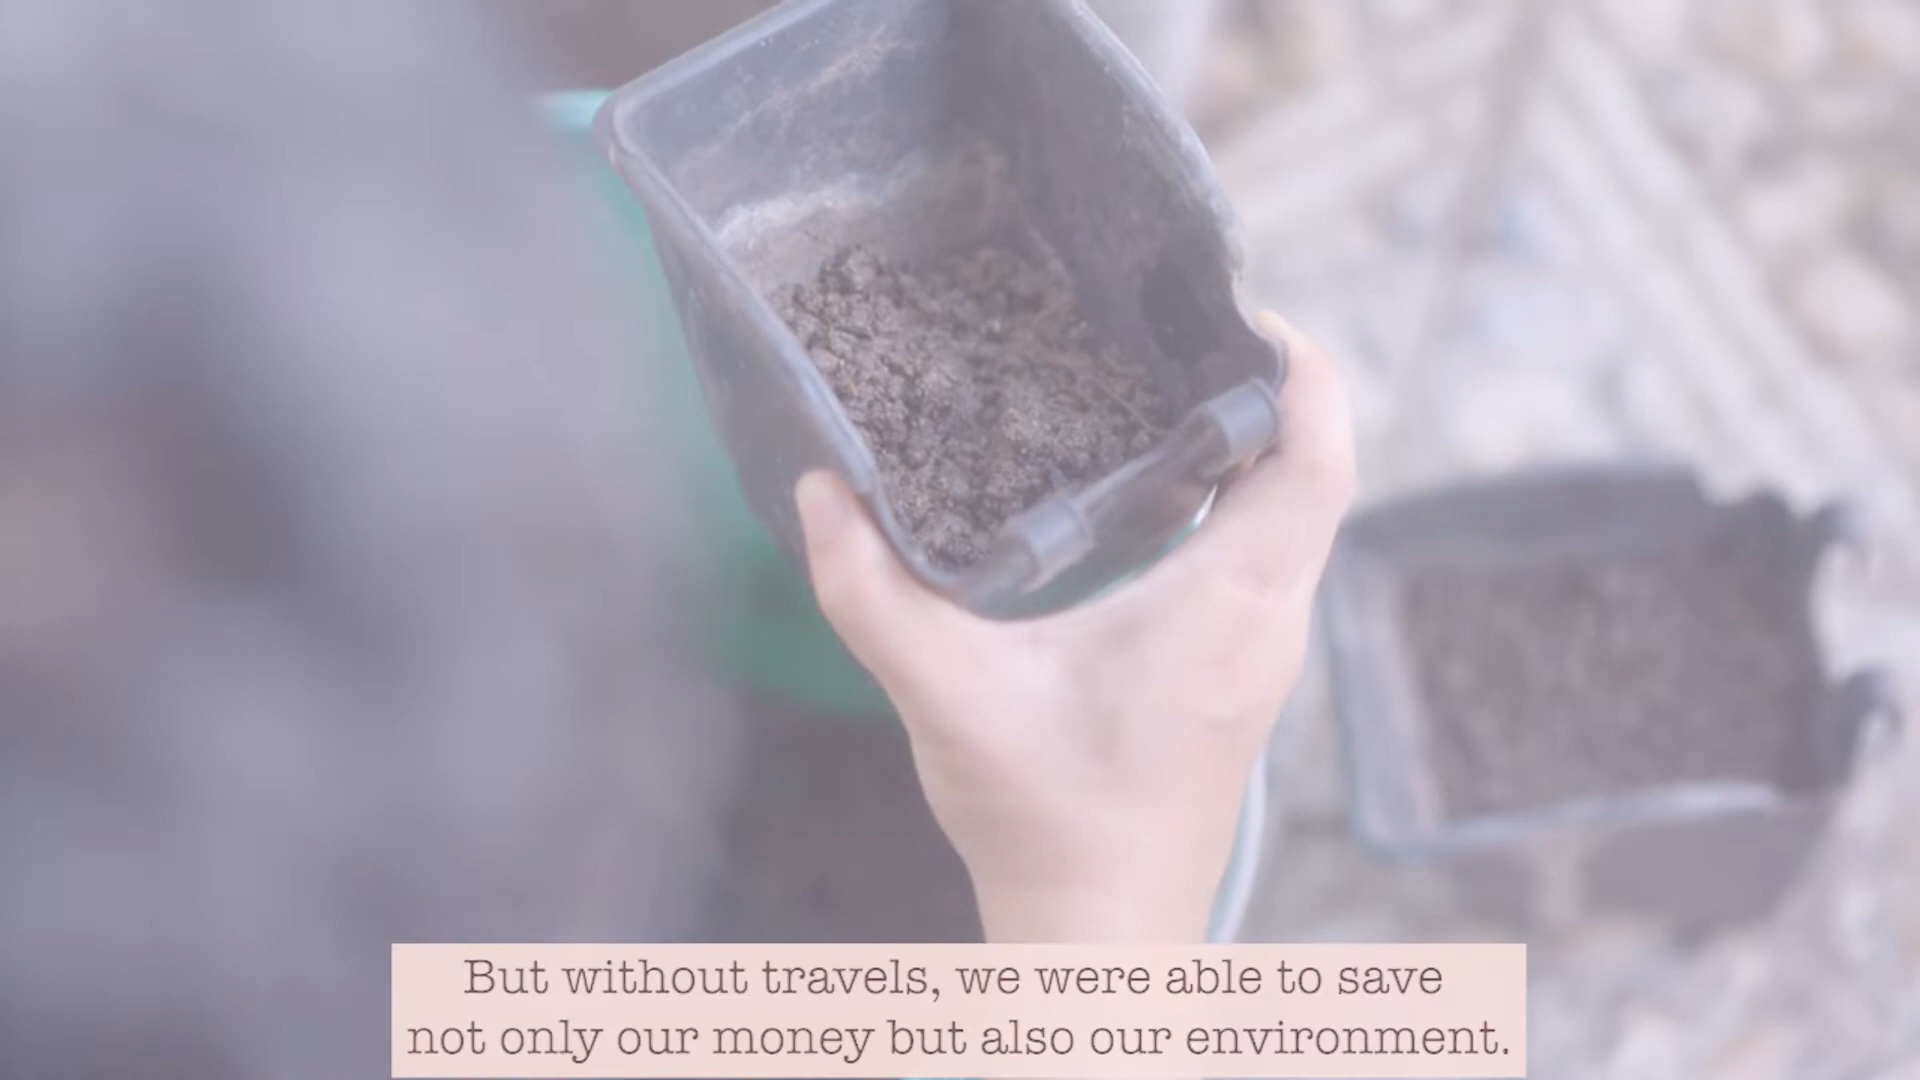 But without travels, we were able to save
not only our money but also our environment.